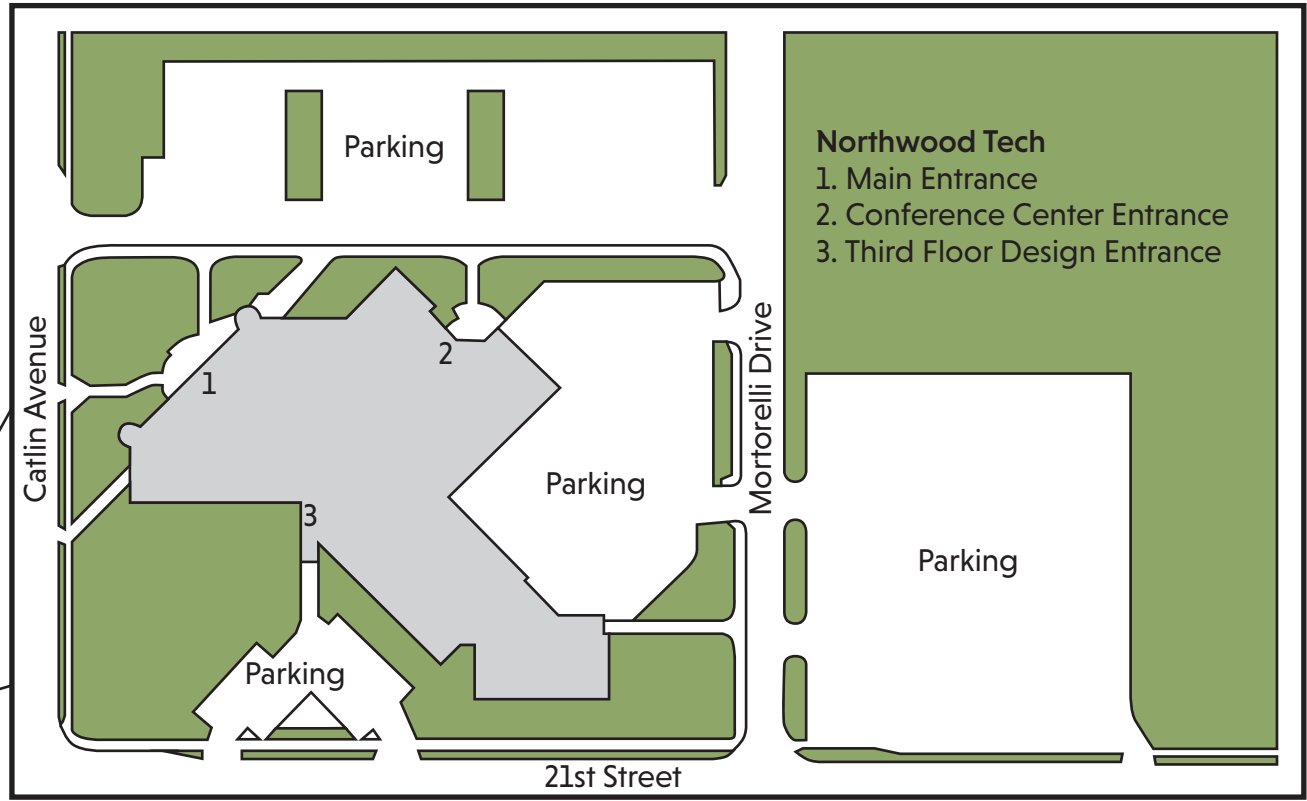 Parking
Northwood Tech
1. Main Entrance
2. Conference Center Entrance
3. Third Floor Design Entrance
Catlin Avenue
1
2
Mortorelli Drive
3
Parking
Parking
Parking
21st Street